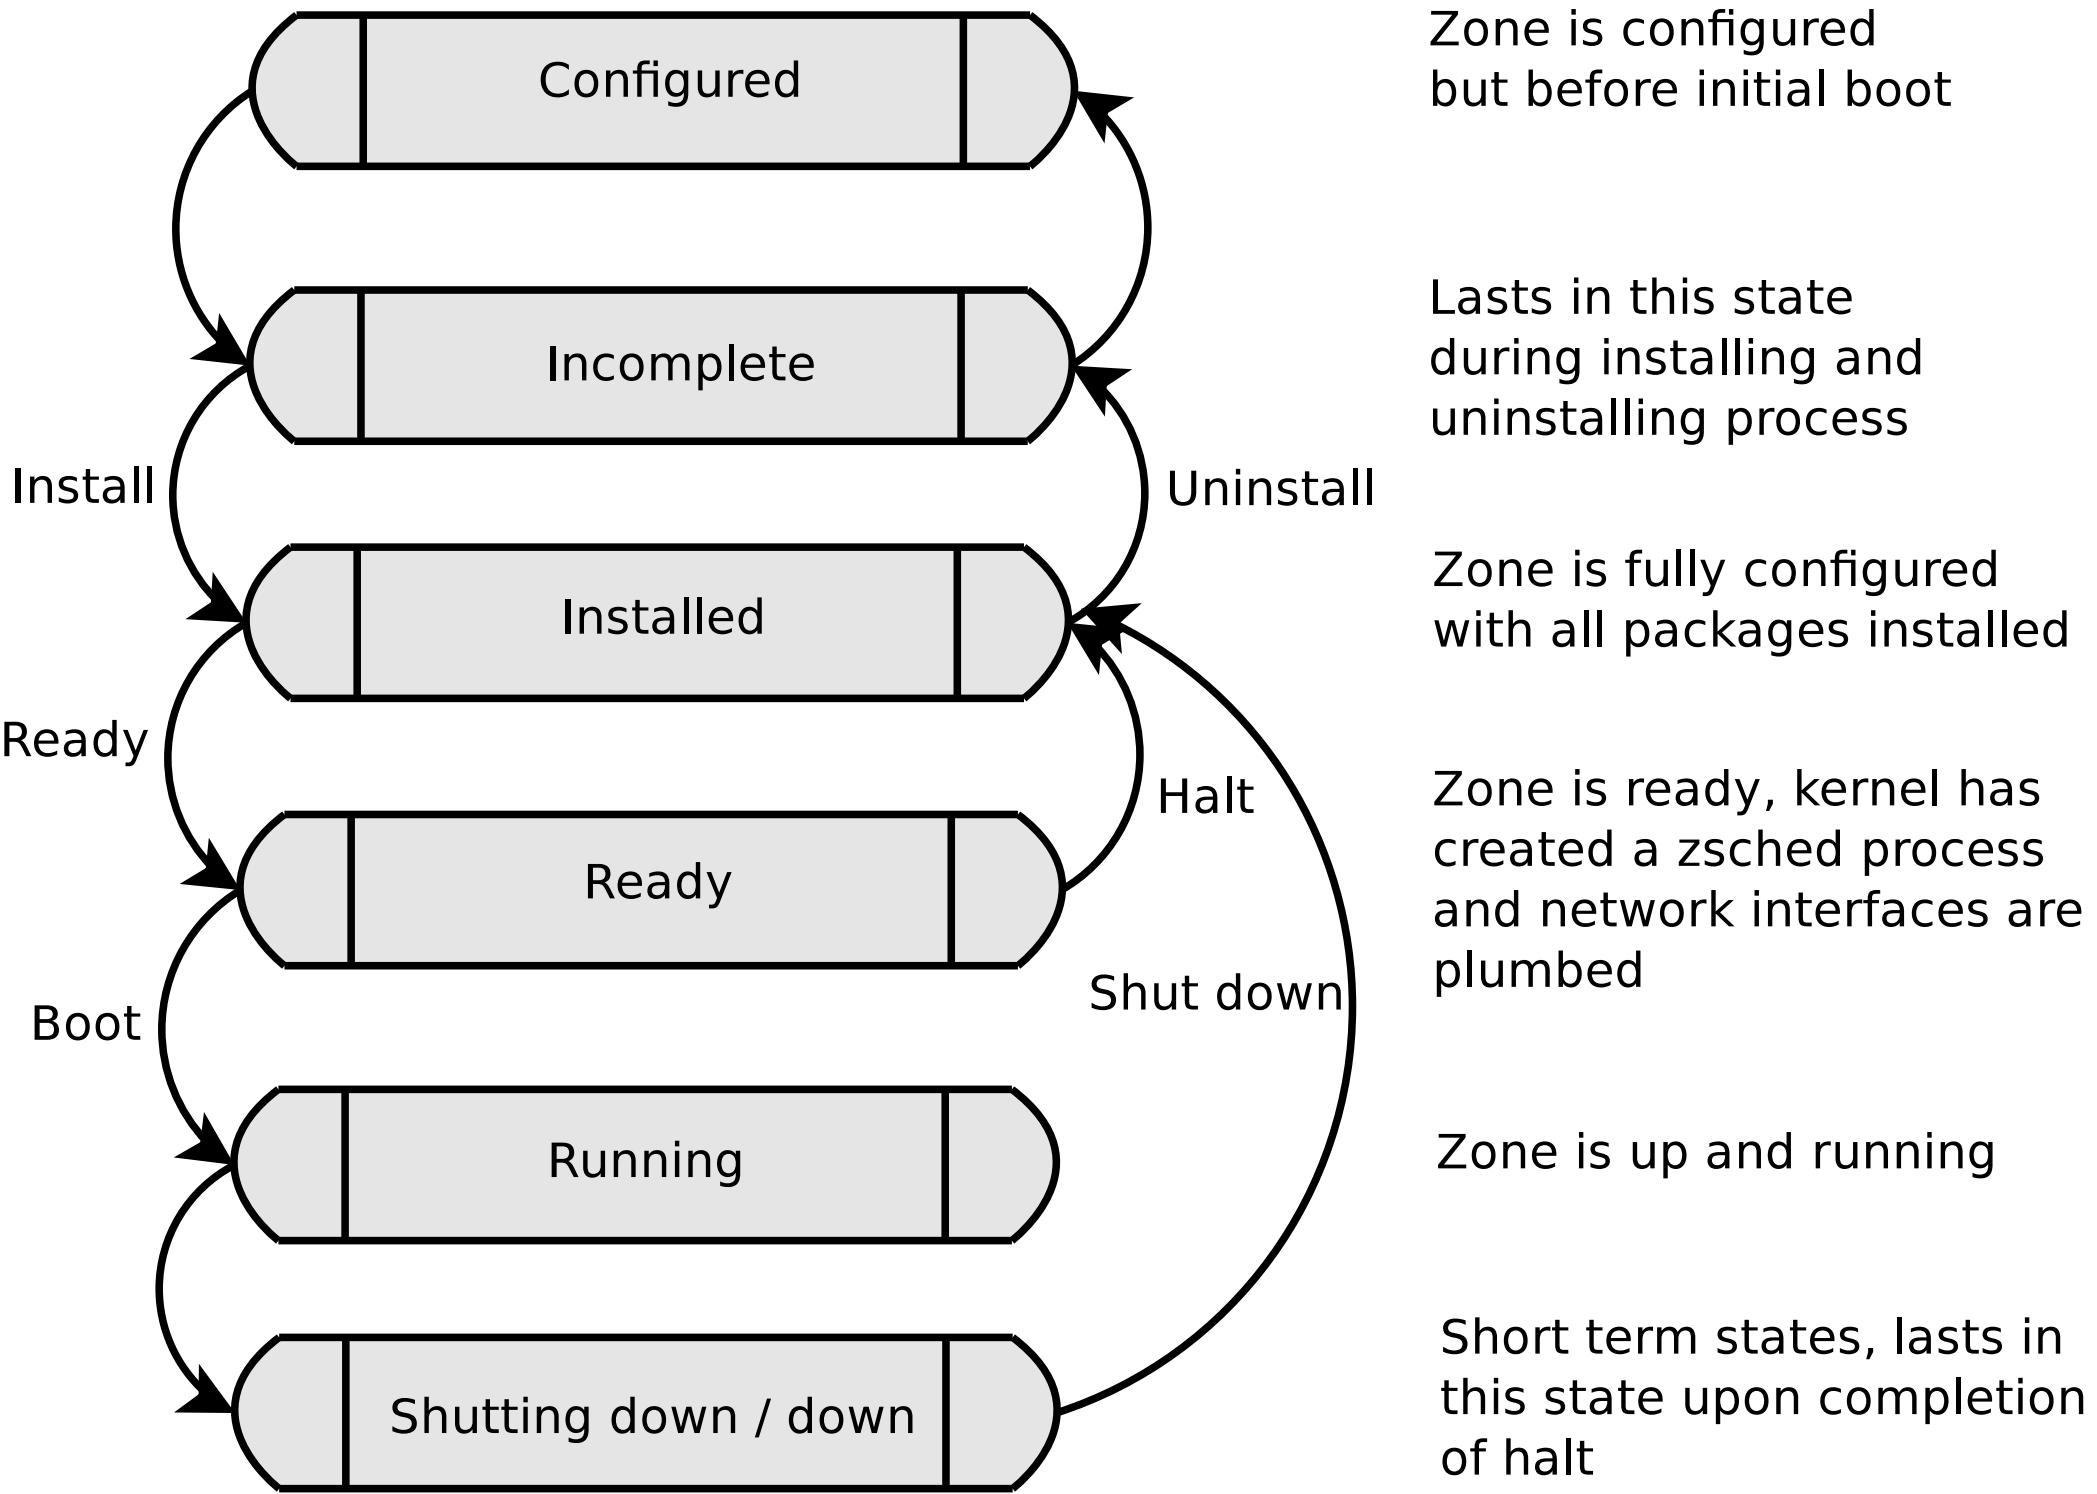 Configured
Zone is configured
but before initial boot
Incomplete
Lasts in this state
during installing and
uninstalling process
Install
Uninstall
Installed
Zone is fully configured
with all packages installed
Ready
Halt
Ready
Zone is ready, kernel has
created a zsched process
and network interfaces are
plumbed
Shut down
Boot
Running
Zone is up and running
Shutting down / down
Short term states, lasts in
this state upon completion
of halt